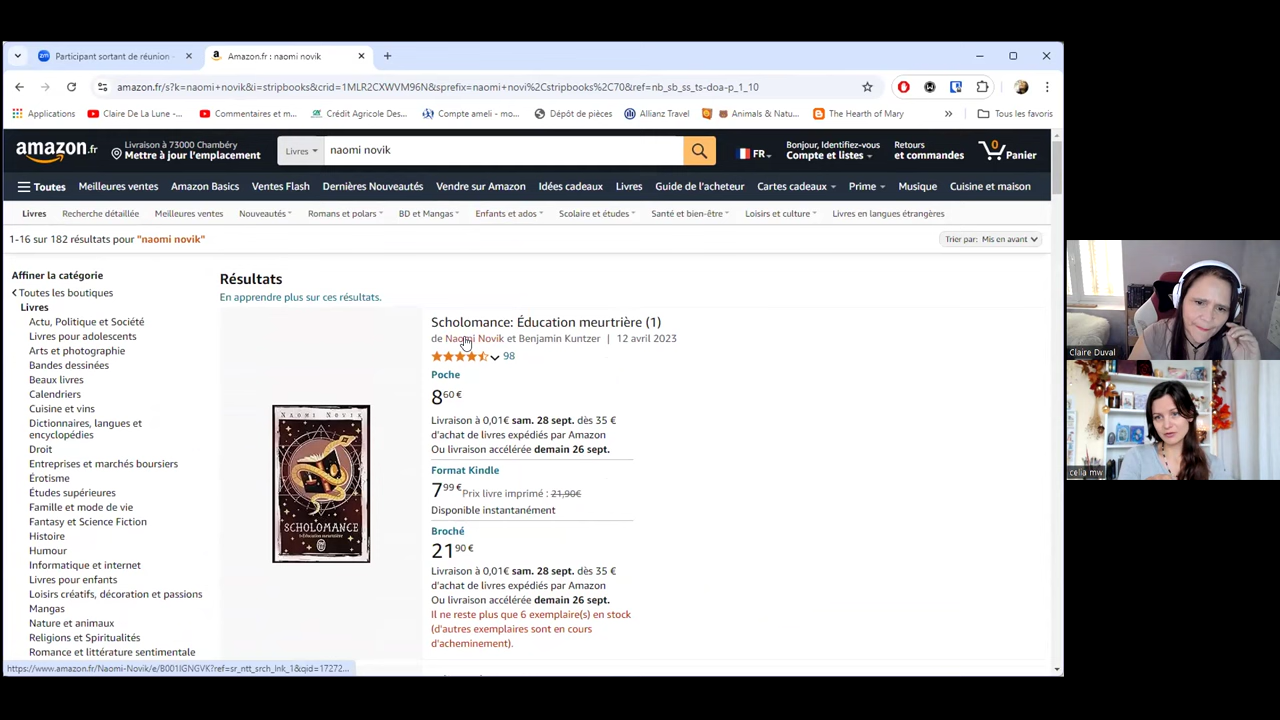 Participant sortant de réunion -
Amazon.fr : naomi novik
amazon.fr/s?k=naomi+novik&i=stripbooks&crid=1MLR2CXWVM96N&sprefix=naomi+novi%2Cstripbooks%2C70&ref=nb_sb_ss_ts-doa-p_1_10
Applications
Claire De La Lune -...
Commentaires et m...
Crédit Agricole Des...
Compte ameli - mo...
Dépôt de pièces
Allianz Travel
Animals & Natu...
The Hearth of Mary
»
Tous les favoris
amazon.fr
Livraison à 73000 Chambéry
Mettre à jour l'emplacement
Livres
naomi novik
FR
Bonjour, Identifiez-vous
Compte et listes
Retours
et commandes
0
Panier
Toutes
Meilleures ventes
Amazon Basics
Ventes Flash
Dernières Nouveautés
Vendre sur Amazon
Idées cadeaux
Livres
Guide de l'acheteur
Cartes cadeaux
Prime
Musique
Cuisine et maison
Livres
Recherche détaillée
Meilleures ventes
Nouveautés
Romans et polars
BD et Mangas
Enfants et ados
Scolaire et études
Santé et bien-être
Loisirs et culture
Livres en langues étrangères
1-16 sur 182 résultats pour "naomi novik"
Trier par: Mis en avant
Affiner la catégorie
Toutes les boutiques
Livres
Actu, Politique et Société
Livres pour adolescents
Art et photographie
Bandes dessinées
Beaux livres
Calendriers
Cuisine et vins
Dictionnaires, langues et
encyclopédies
Droit
Entreprises et marchés boursiers
Érotisme
Études supérieures
Famille et mode de vie
Fantasy et Science Fiction
Histoire
Humour
Informatique et internet
Livres pour enfants
Loisirs créatifs, décoration et passions
Mangas
Nature et animaux
Religions et Spiritualités
Romance et littérature sentimentale
Résultats
En apprendre plus sur ces résultats.
NAOMI NOVIK
SCHOLOMANCE
Scholomance: Éducation meurtrière (1)
de Naomi Novik et Benjamin Kuntzer | 12 avril 2023
98
Poche
8,60 €
Livraison à 0,01€ sam. 28 sept. dès 35 €
d'achat de livres expédiés par Amazon
Ou livraison accélérée demain 26 sept.
Format Kindle
7,99 € Prix livre imprimé : 21,90€
Disponible instantanément
Broché
21,90 €
Livraison à 0,01€ sam. 28 sept. dès 35 €
d'achat de livres expédiés par Amazon
Ou livraison accélérée demain 26 sept.
Il ne reste plus que 6 exemplaire(s) en stock
(d'autres exemplaires sont en cours
d'acheminement).
https://www.amazon.fr/Naomi-Novik/e/B001IGNGVK?ref=sr_ntt_srch_lnk_1&qid=17272...
Claire Duval
celia mw